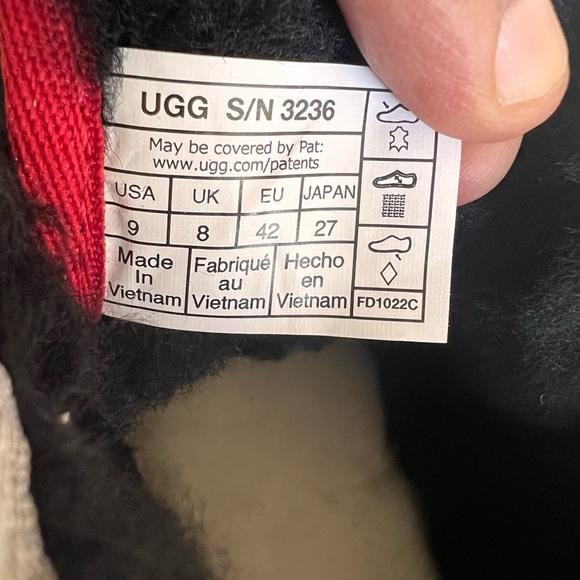 UGG S/N 3236
May be covered by Pat:
www.ugg.com/patents
USA UK EU JAPAN
9 8 42 27
Made In Vietnam
Fabriqué au Vietnam
Hecho en Vietnam
FD1022C